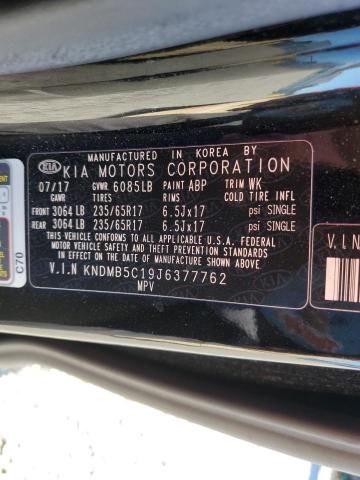 MANUFACTURED IN KOREA BY
KIA KIA MOTORS CORPORATION
07/17 GVWR 6085LB PAINT ABP TRIM WK
GAWR TIRES RIMS COLD TIRE INFL
FRONT 3064 LB 235/65R17 6.5Jx17 psi SINGLE
REAR 3064 LB 235/65R17 6.5Jx17 psi SINGLE
THIS VEHICLE CONFORMS TO ALL APPLICABLE U.S.A. FEDERAL
MOTOR VEHICLE SAFETY AND THEFT PREVENTION STANDARDS
IN EFFECT ON THE DATE OF MANUFACTURE SHOWN ABOVE.
V.I.N KNDMB5C19J6377762
MPV
C70
V.I.N